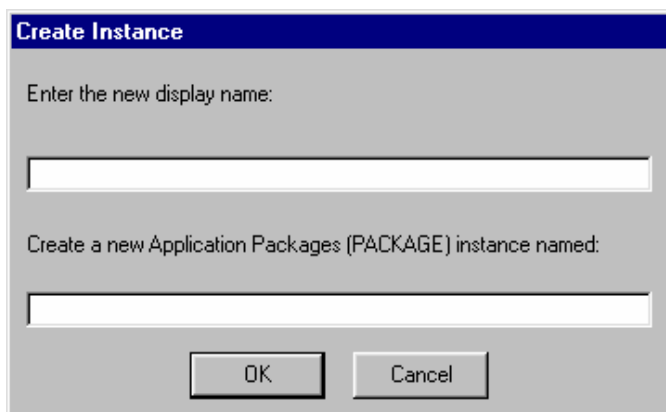 Create Instance
Enter the new display name:
Create a new Application Packages (PACKAGE) instance named:
OK Cancel